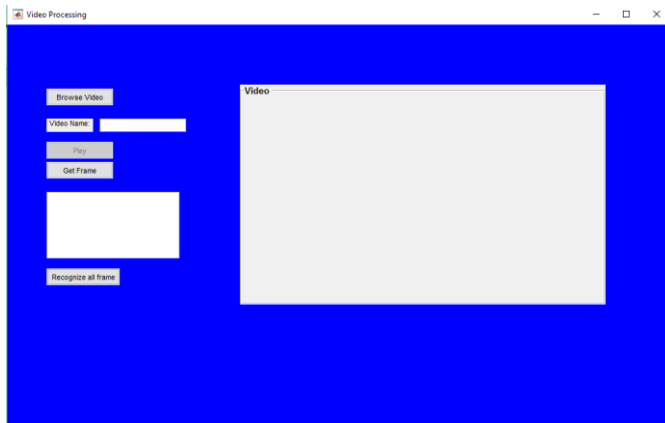 Video Processing
Browse Video
Video Name:
Play
Get Frame
Recognize all frame
Video